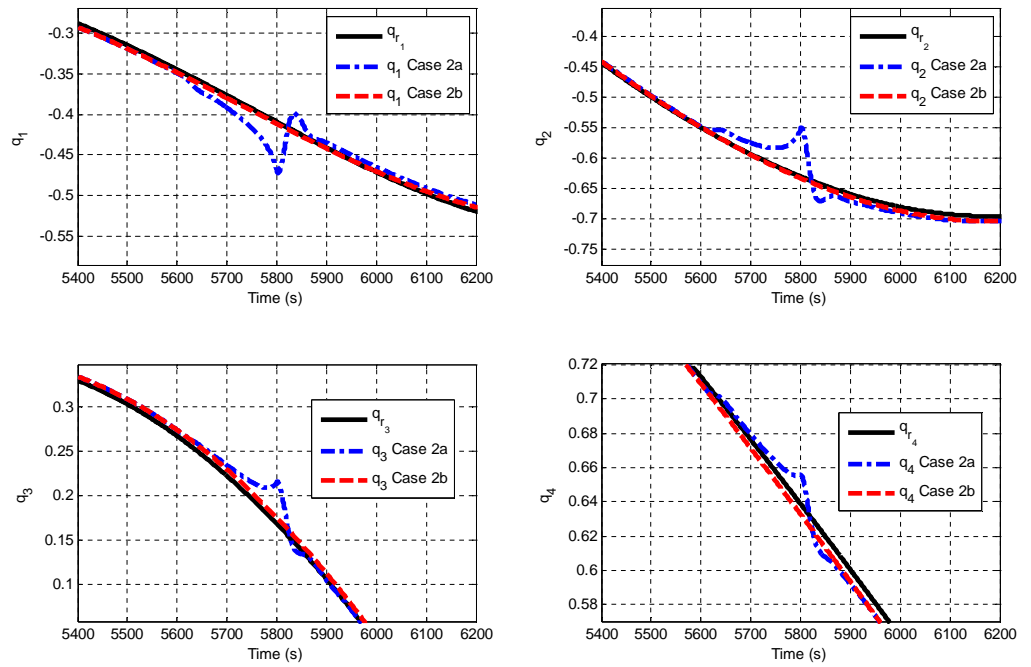 -0.3
-0.35
-0.4
-0.45
-0.5
-0.55
q1
5400 5500 5600 5700 5800 5900 6000 6100 6200
Time (s)
qr1
q1 Case 2a
q1 Case 2b
-0.4
-0.45
-0.5
-0.55
-0.6
-0.65
-0.7
-0.75
q2
5400 5500 5600 5700 5800 5900 6000 6100 6200
Time (s)
qr2
q2 Case 2a
q2 Case 2b
0.3
0.25
0.2
0.15
0.1
q3
5400 5500 5600 5700 5800 5900 6000 6100 6200
Time (s)
qr3
q3 Case 2a
q3 Case 2b
0.72
0.7
0.68
0.66
0.64
0.62
0.6
0.58
q4
5400 5500 5600 5700 5800 5900 6000 6100 6200
Time (s)
qr4
q4 Case 2a
q4 Case 2b